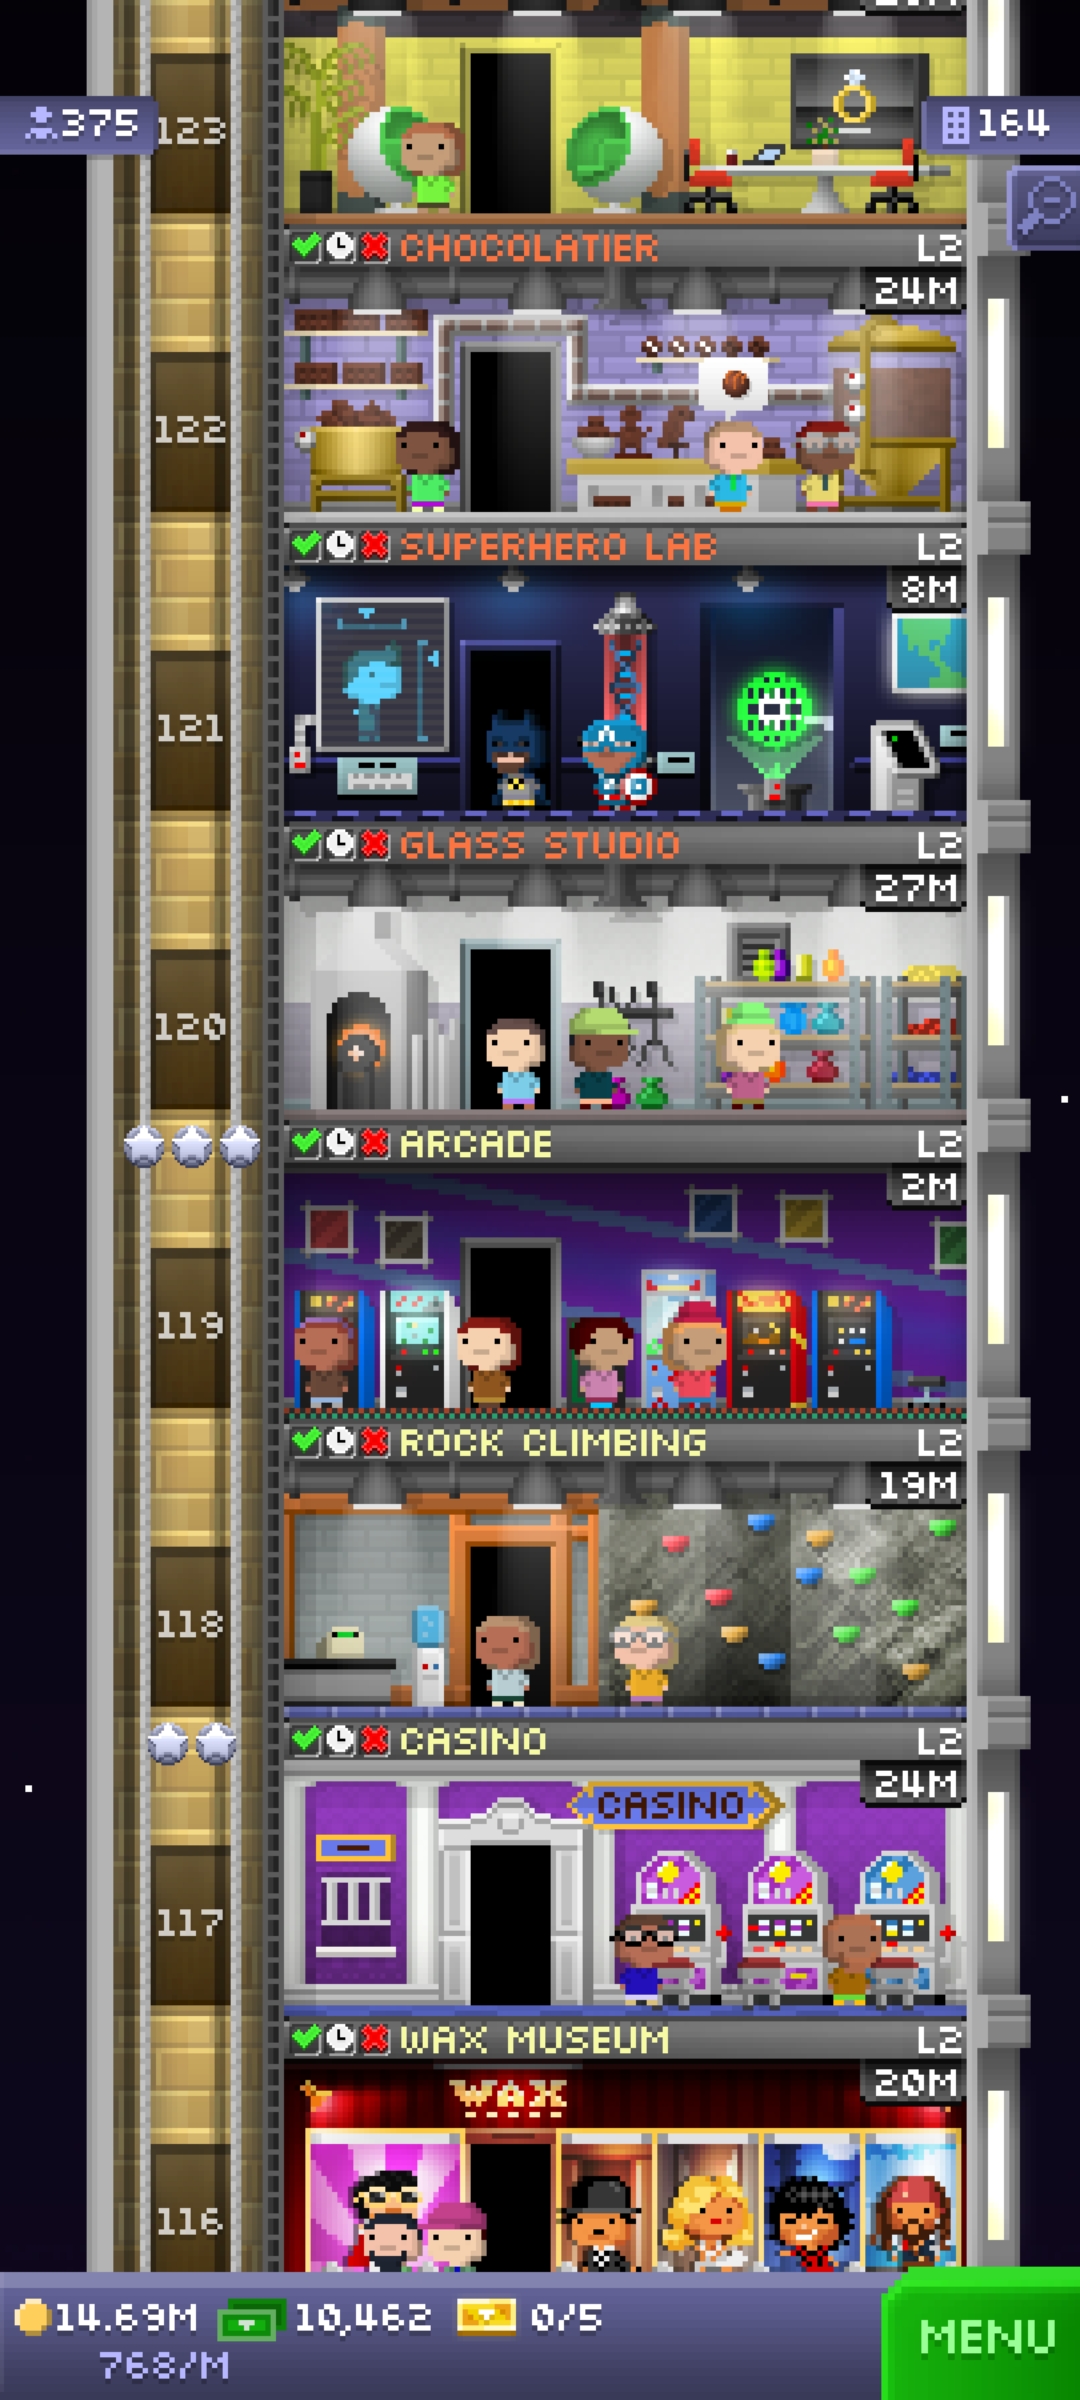 375
123
164
CHOCOLATIER L2
24M
122
SUPERHERO LAB L2
8M
121
GLASS STUDIO L2
27M
120
ARCADE L2
2M
119
ROCK CLIMBING L2
19M
118
CASINO L2
24M
CASINO
117
WAX MUSEUM L2
20M
WAX
116
14.69M 10,462 0/5
768/M
MENU